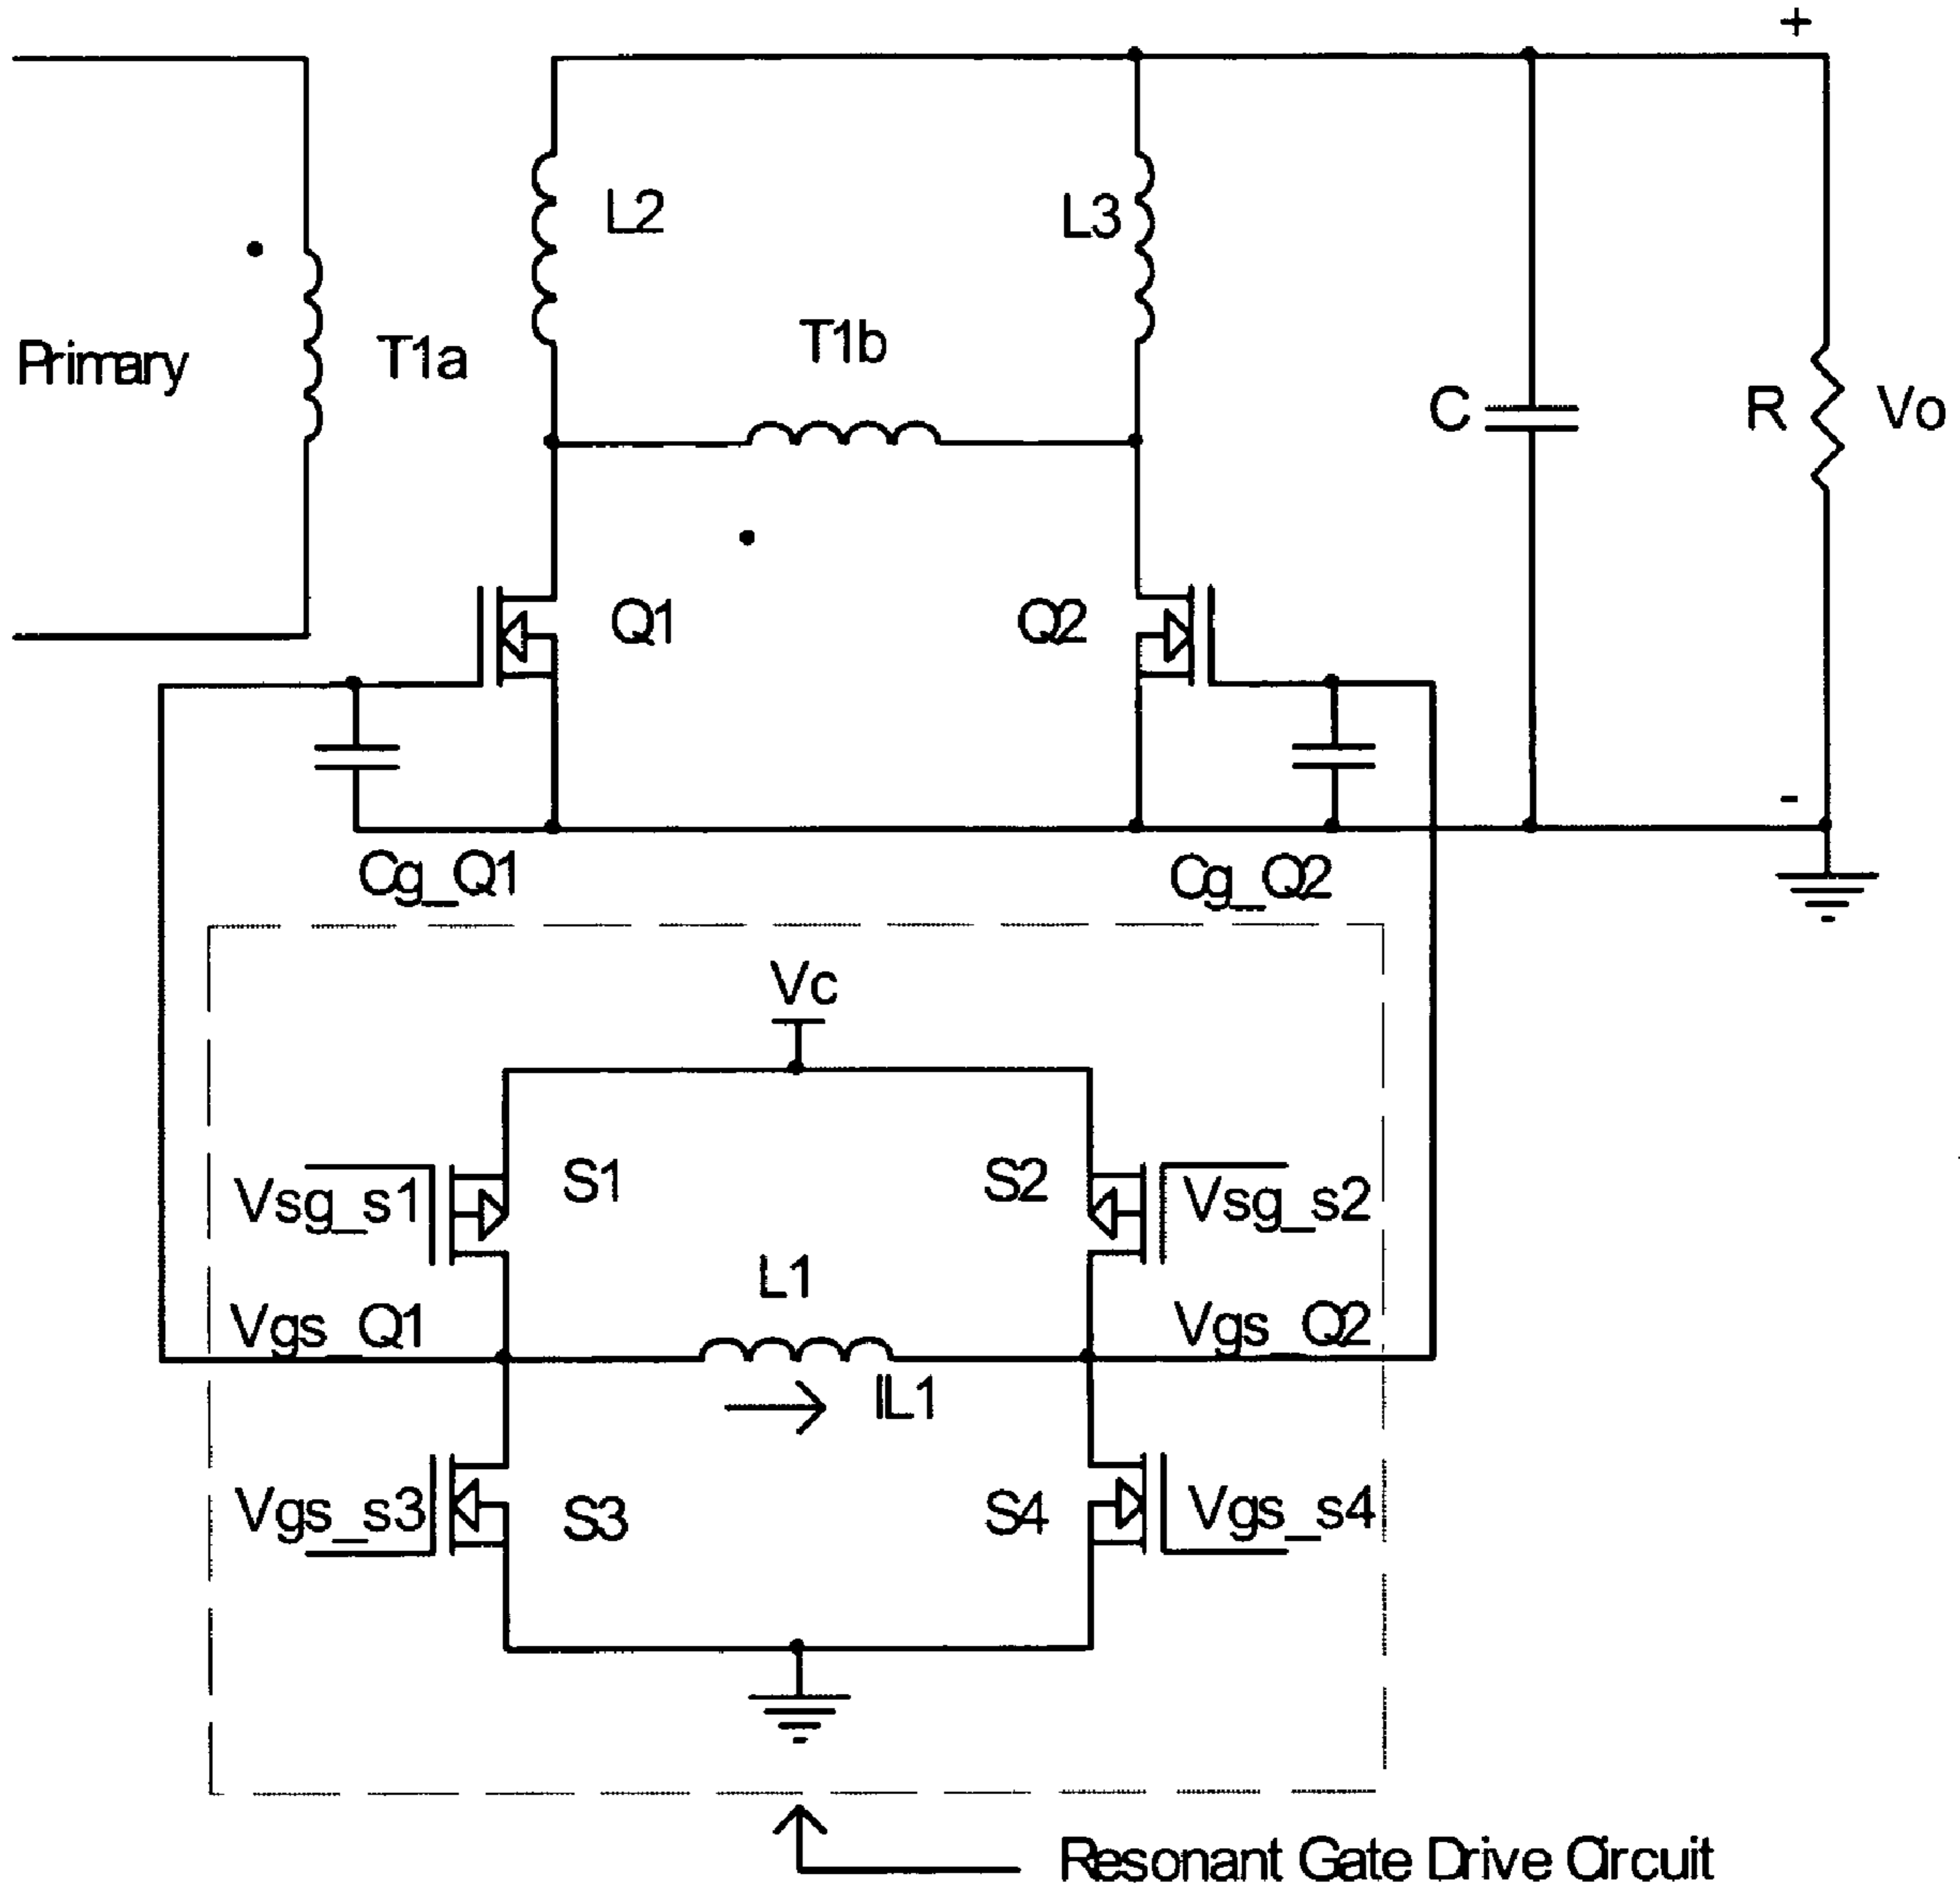 +
L2
L3
T1b
Primary
T1a
C
R
Vo
Q1
Q2
-
Cg_Q1
Cg_Q2
Vc
S1
S2
Vsg_s1
Vsg_s2
L1
Vgs_Q1
Vgs_Q2
IL1
Vgs_s3
S3
S4
Vgs_s4
Resonant Gate Drive Circuit